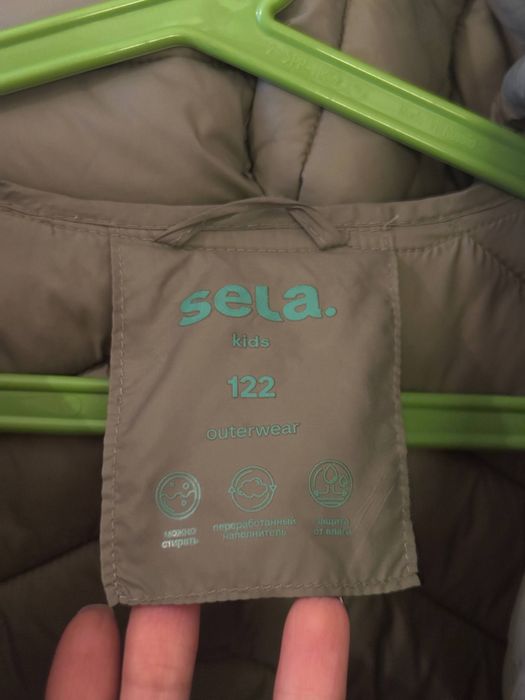 sela.
kids
122
outerwear
можно
стирать
переработанный
наполнитель
защита
от влаги